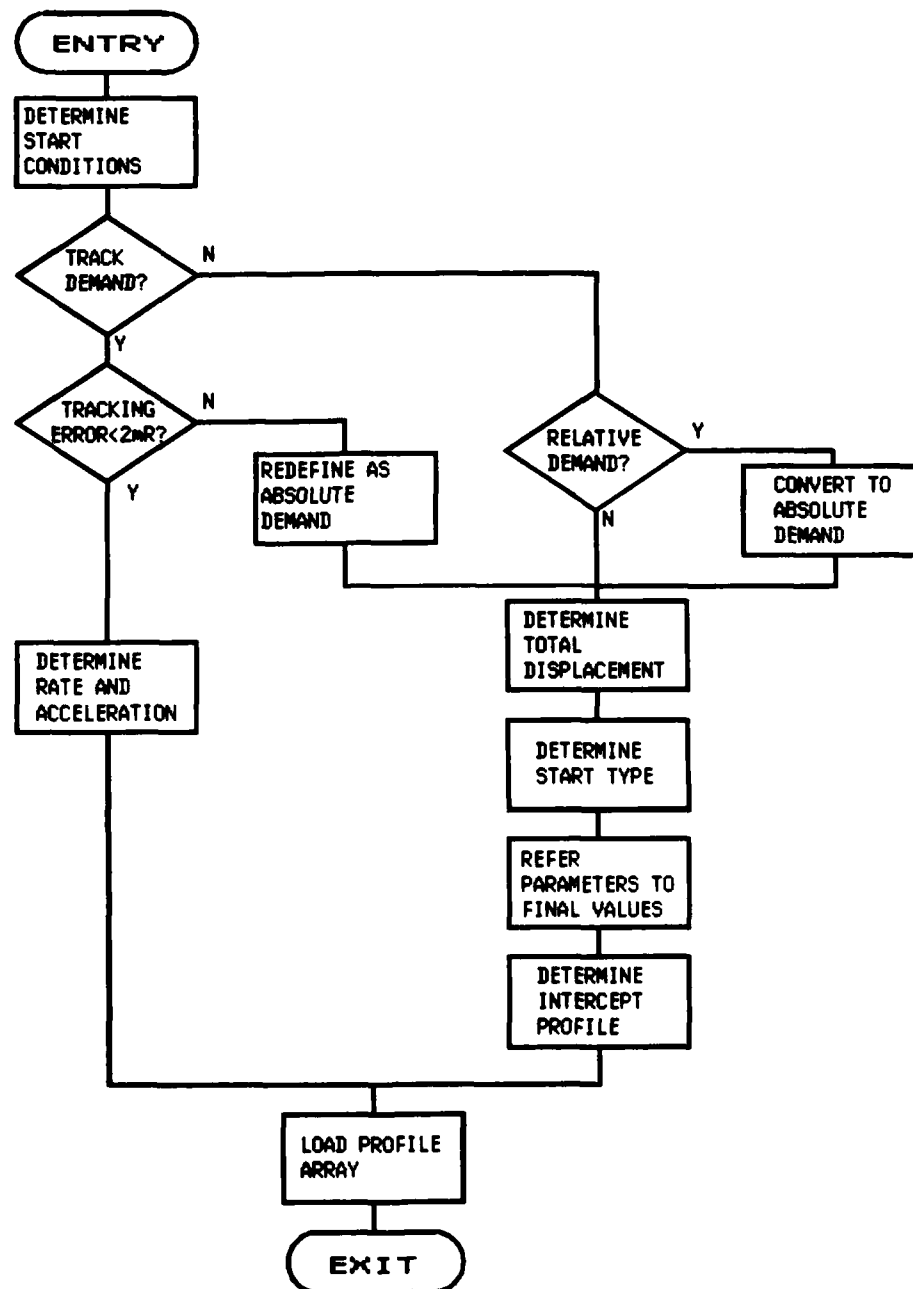 ENTRY
DETERMINE
START
CONDITIONS
TRACK
DEMAND?
N
Y
TRACKING
ERROR<2mR?
N
Y
REDEFINE AS
ABSOLUTE
DEMAND
RELATIVE
DEMAND?
Y
N
CONVERT TO
ABSOLUTE
DEMAND
DETERMINE
RATE AND
ACCELERATION
DETERMINE
TOTAL
DISPLACEMENT
DETERMINE
START TYPE
REFER
PARAMETERS TO
FINAL VALUES
DETERMINE
INTERCEPT
PROFILE
LOAD PROFILE
ARRAY
EXIT